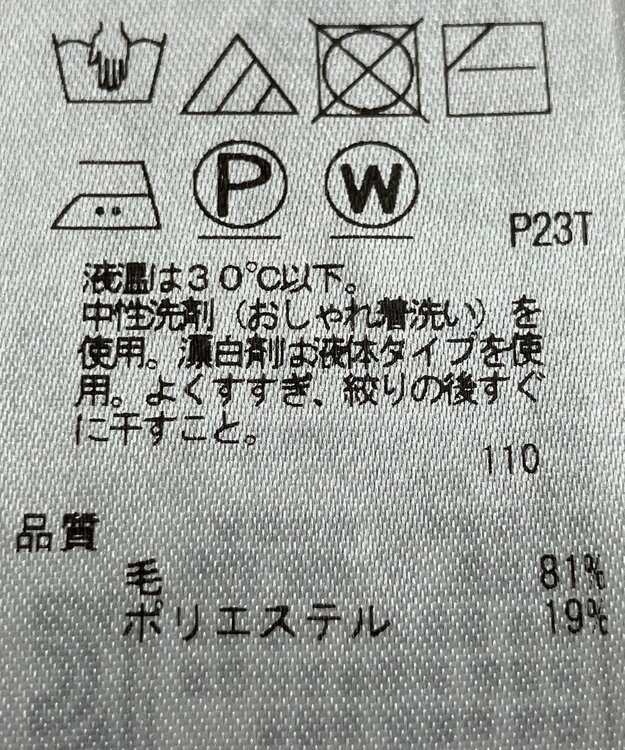 P W
P23T
液温は30℃以下。
中性洗剤（おしゃれ着洗い）を
使用。漂白剤は液体タイプを使
用。よくすすぎ、絞りの後すぐ
に干すこと。
110
品質
毛 81%
ポリエステル 19%